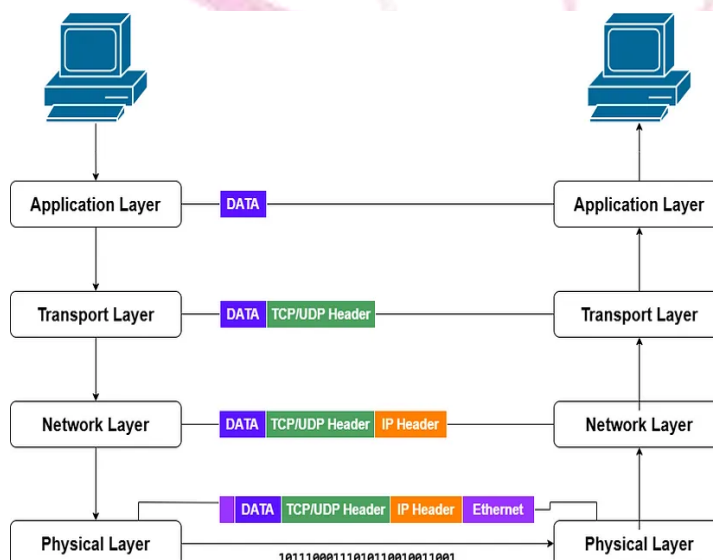 Application Layer DATA Application Layer
Transport Layer DATA TCP/UDP Header Transport Layer
Network Layer DATA TCP/UDP Header IP Header Network Layer
DATA TCP/UDP Header IP Header Ethernet
Physical Layer Physical Layer